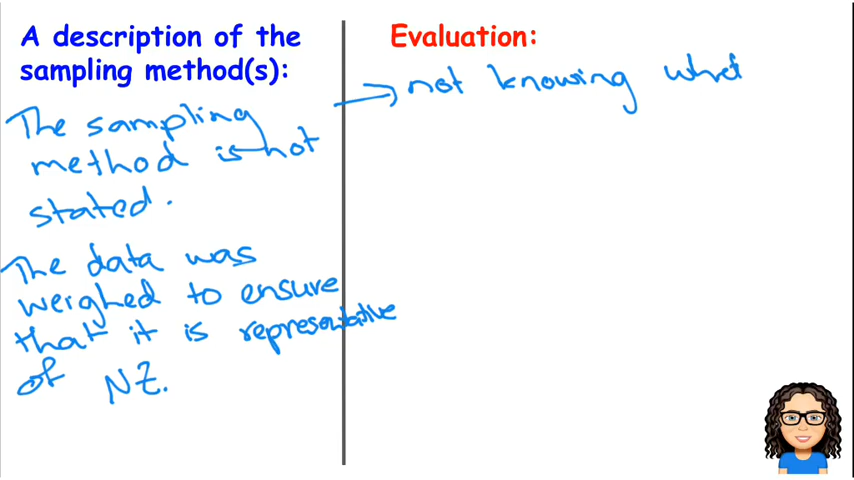 A description of the
sampling method(s):
The sampling
method is not
stated.
The data was
weighed to ensure
that it is representative
of NZ.
Evaluation:
→ not knowing what